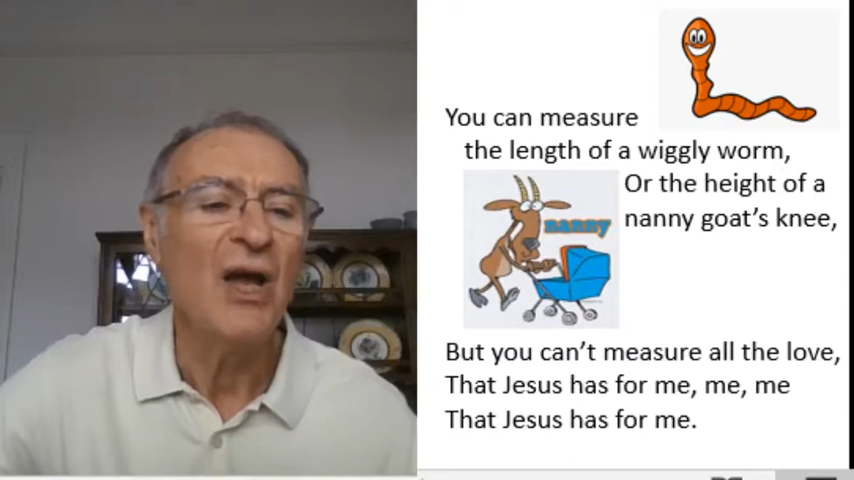 You can measure
the length of a wiggly worm,
Or the height of a
nanny goat's knee,
nanny
But you can't measure all the love,
That Jesus has for me, me, me
That Jesus has for me.